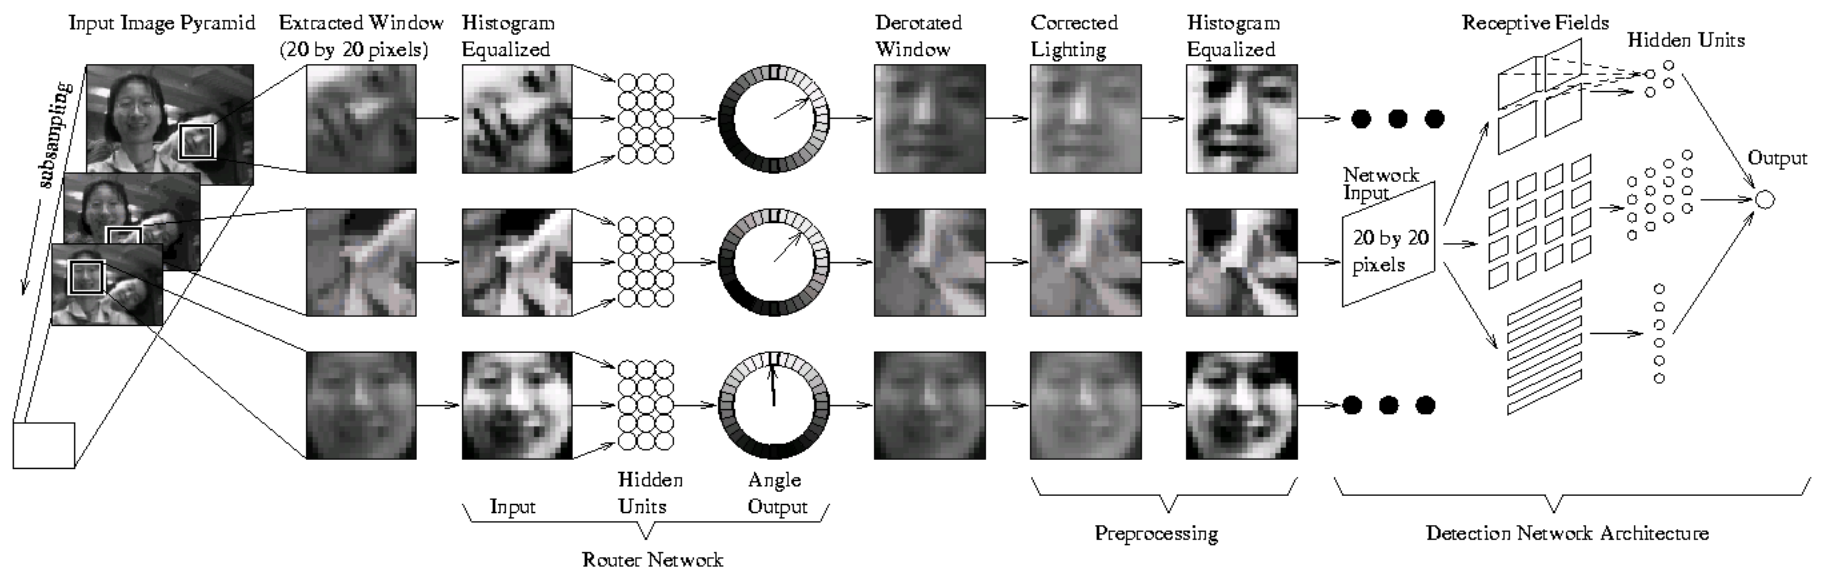 Input Image Pyramid
subsampling
Extracted Window
(20 by 20 pixels)
Histogram
Equalized
Derotated
Window
Corrected
Lighting
Histogram
Equalized
Receptive Fields
Hidden Units
Network
Input
20 by 20
pixels
Output
Input
Hidden
Units
Angle
Output
Router Network
Preprocessing
Detection Network Architecture